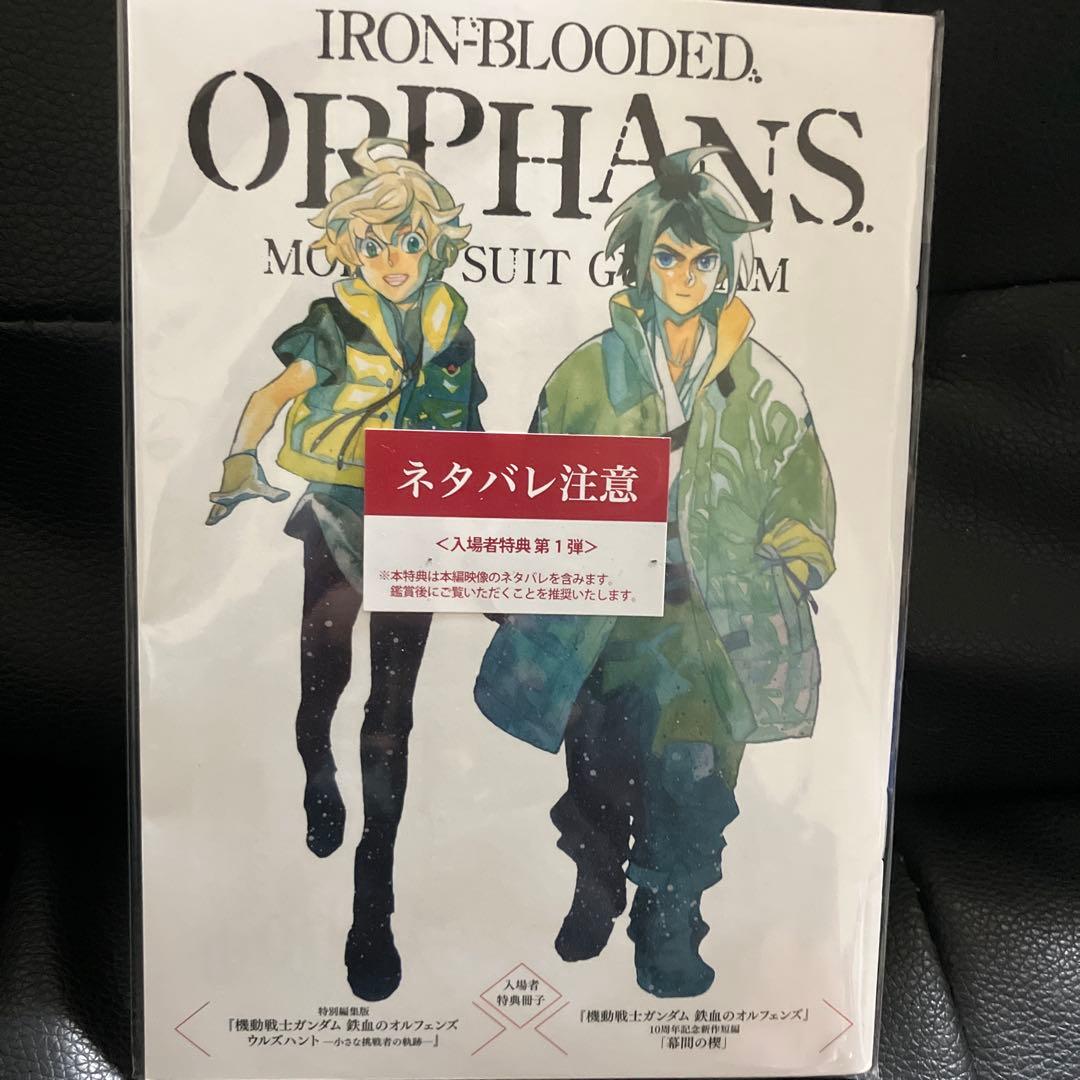 IRON-BLOODED
ORPHANS
MO SUIT G AM
ネタバレ注意
＜入場者特典 第1弾＞
※本特典は本編映像のネタバレを含みます。
鑑賞後にご覧いただくことを推奨いたします。
入場者
特典冊子
特別編集版
『機動戦士ガンダム 鉄血のオルフェンズ
ウルズハント ―小さな挑戦者の軌跡―』
『機動戦士ガンダム 鉄血のオルフェンズ』
10周年記念新作短編
「幕間の楔」